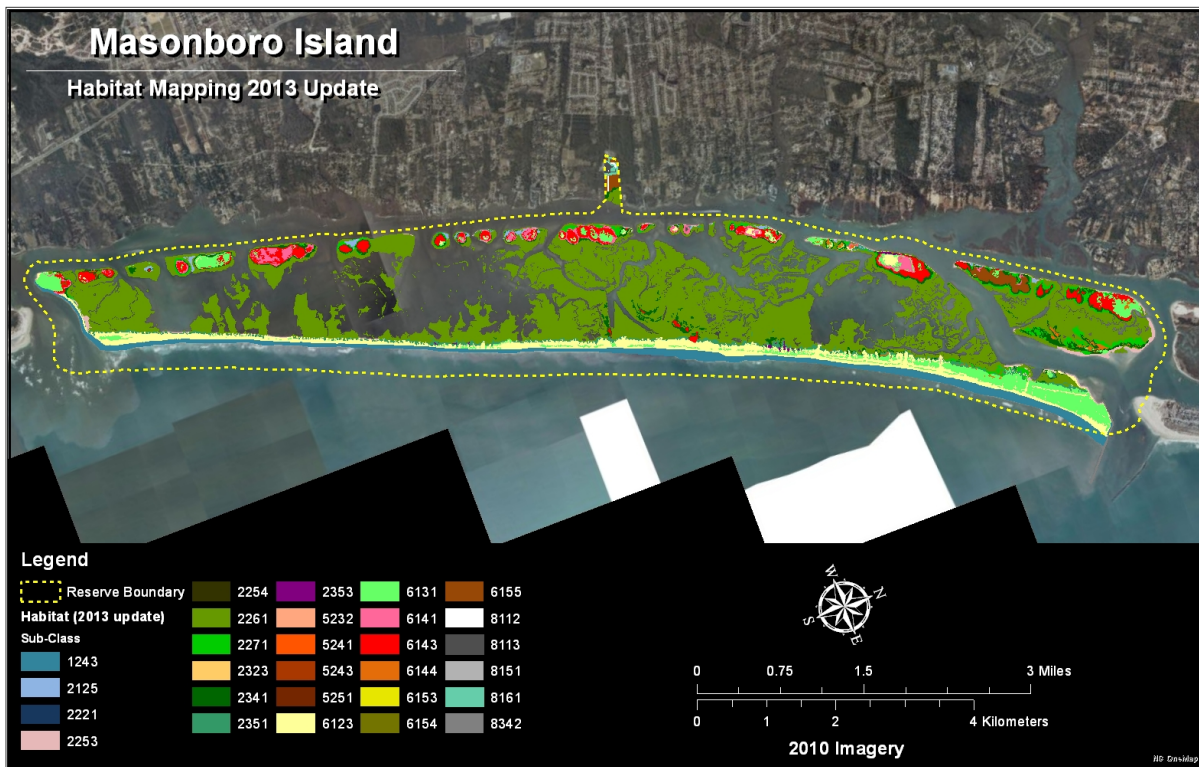 Masonboro Island
Habitat Mapping 2013 Update
Legend
Reserve Boundary
Habitat (2013 update)
Sub-Class
1243
2125
2221
2253
2254
2261
2271
2323
2341
2351
2353
5232
5241
5243
5251
6123
6131
6141
6143
6144
6153
6154
6155
8112
8113
8151
8161
8342
W N
S E
0 0.75 1.5 3 Miles
0 1 2 4 Kilometers
2010 Imagery